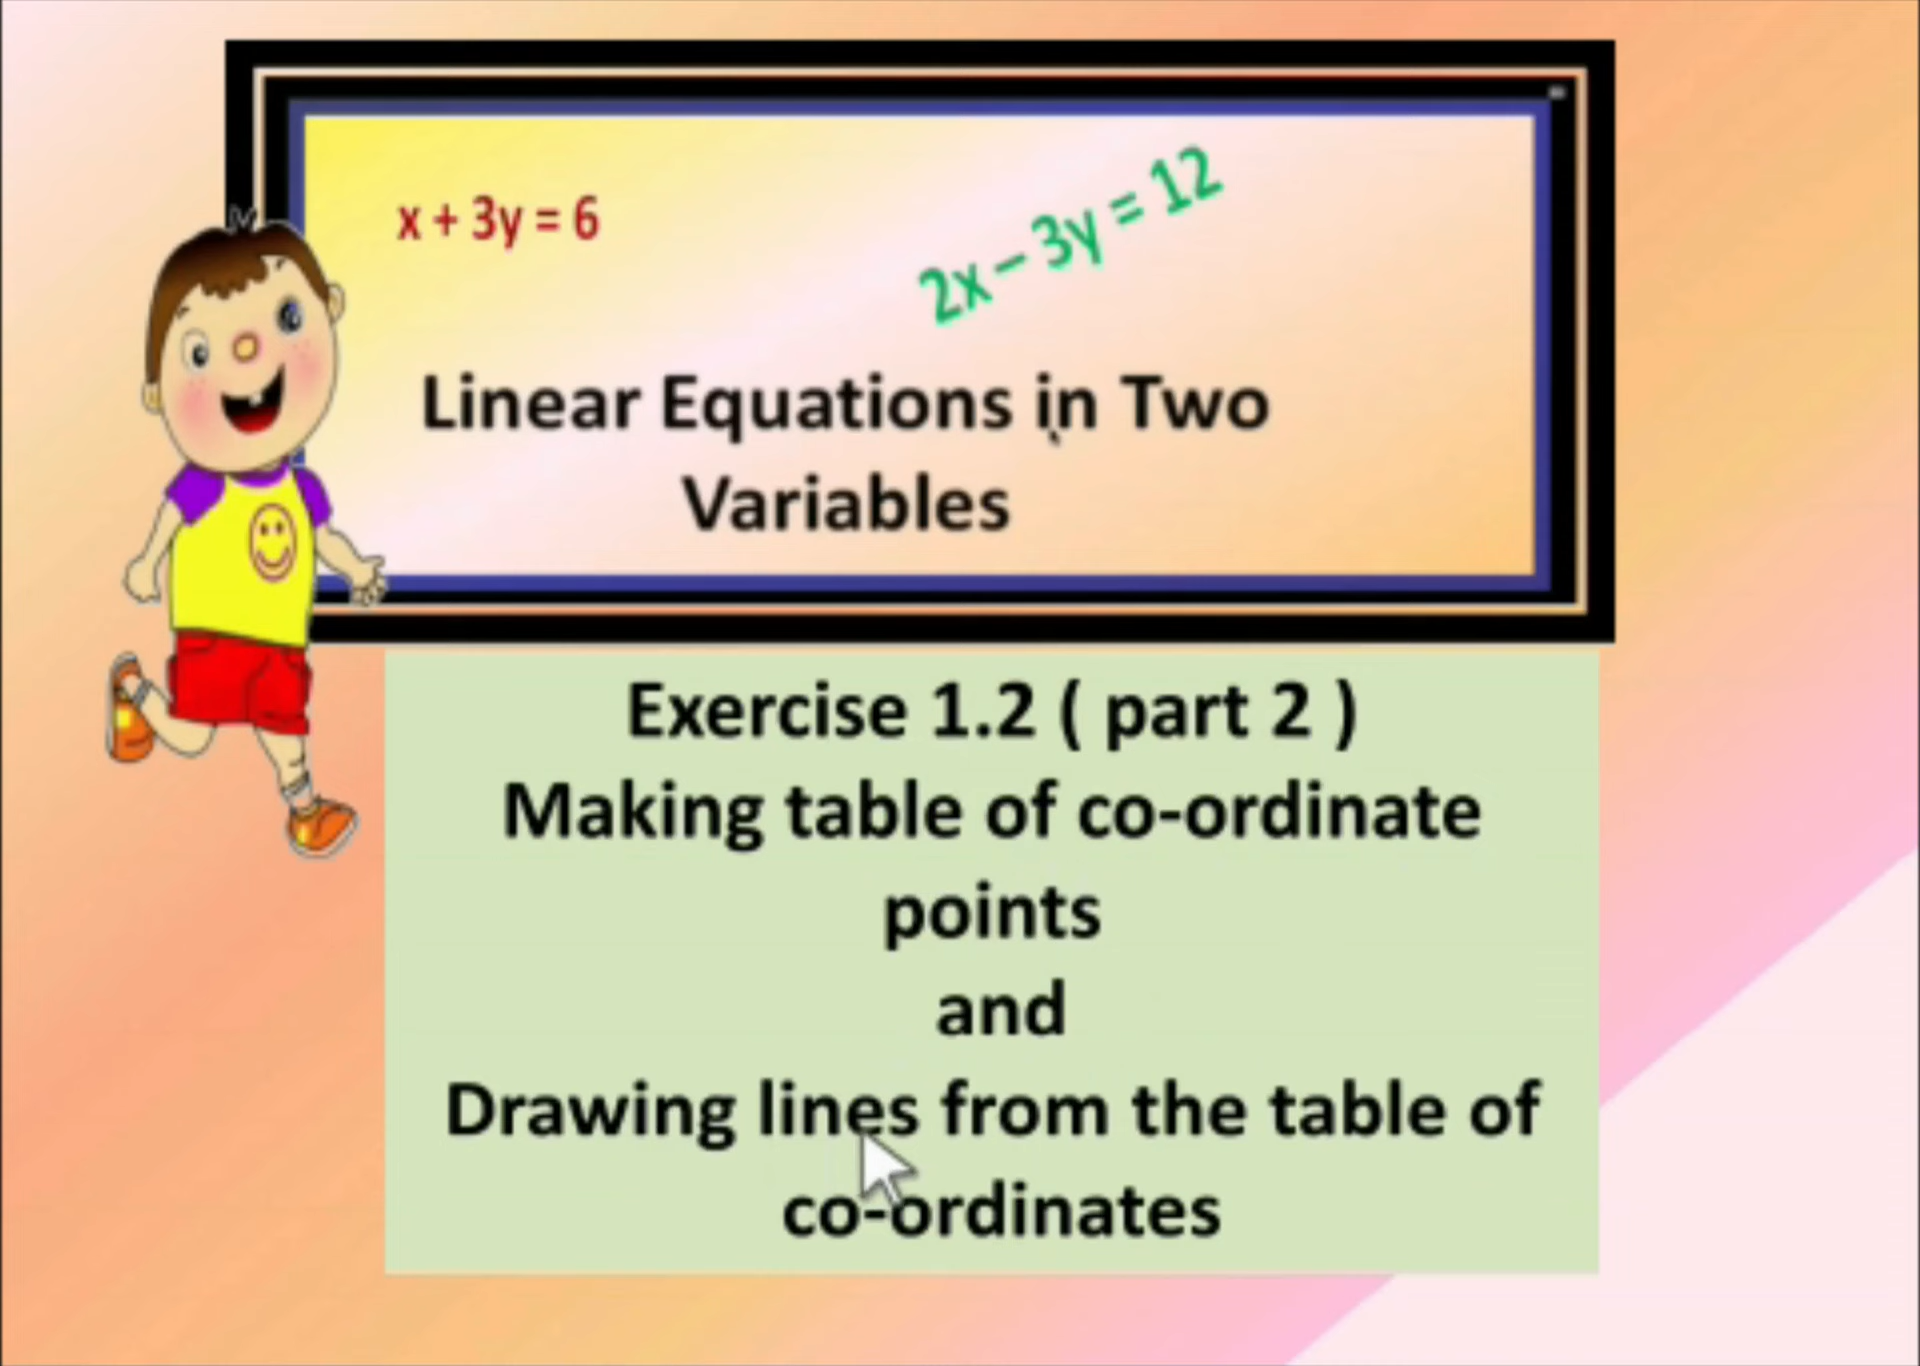 x + 3y = 6
2x – 3y = 12
Linear Equations in Two
Variables
Exercise 1.2 ( part 2 )
Making table of co-ordinate
points
and
Drawing lines from the table of
co-ordinates